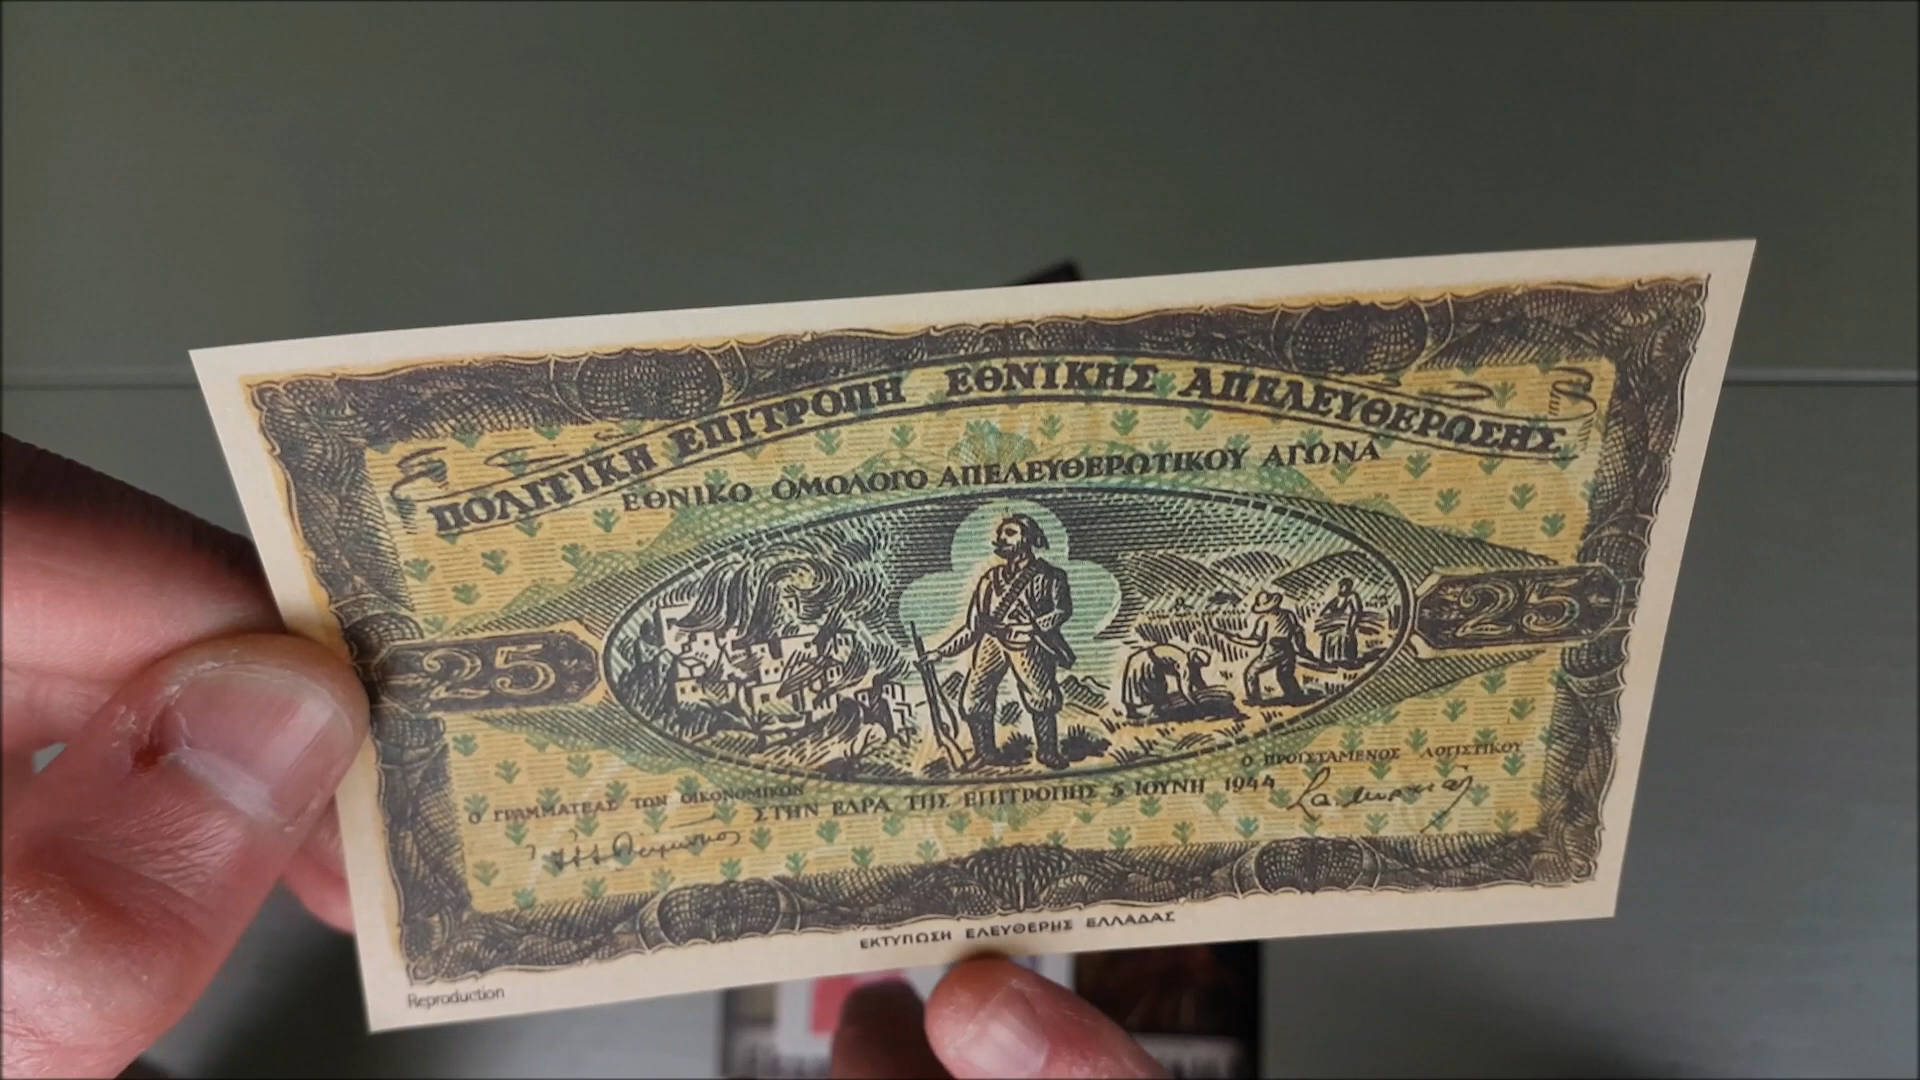 ΠΟΛΙΤΙΚΗ ΕΠΙΤΡΟΠΗ ΕΘΝΙΚΗΣ ΑΠΕΛΕΥΘΕΡΩΣΗΣ
ΕΘΝΙΚΟ ΟΜΟΛΟΓΟ ΑΠΕΛΕΥΘΕΡΩΤΙΚΟΥ ΑΓΩΝΑ
25
25
Ο ΠΡΟΙΣΤΑΜΕΝΟΣ ΛΟΓΙΣΤΙΚΟΥ
Ο ΓΡΑΜΜΑΤΕΑΣ ΤΩΝ ΟΙΚΟΝΟΜΙΚΩΝ
ΣΤΗΝ ΕΔΡΑ ΤΗΣ ΕΠΙΤΡΟΠΗΣ 5 ΙΟΥΝΗ 1944
ΕΚΤΥΠΩΣΗ ΕΛΕΥΘΕΡΗΣ ΕΛΛΑΔΑΣ
Reproduction